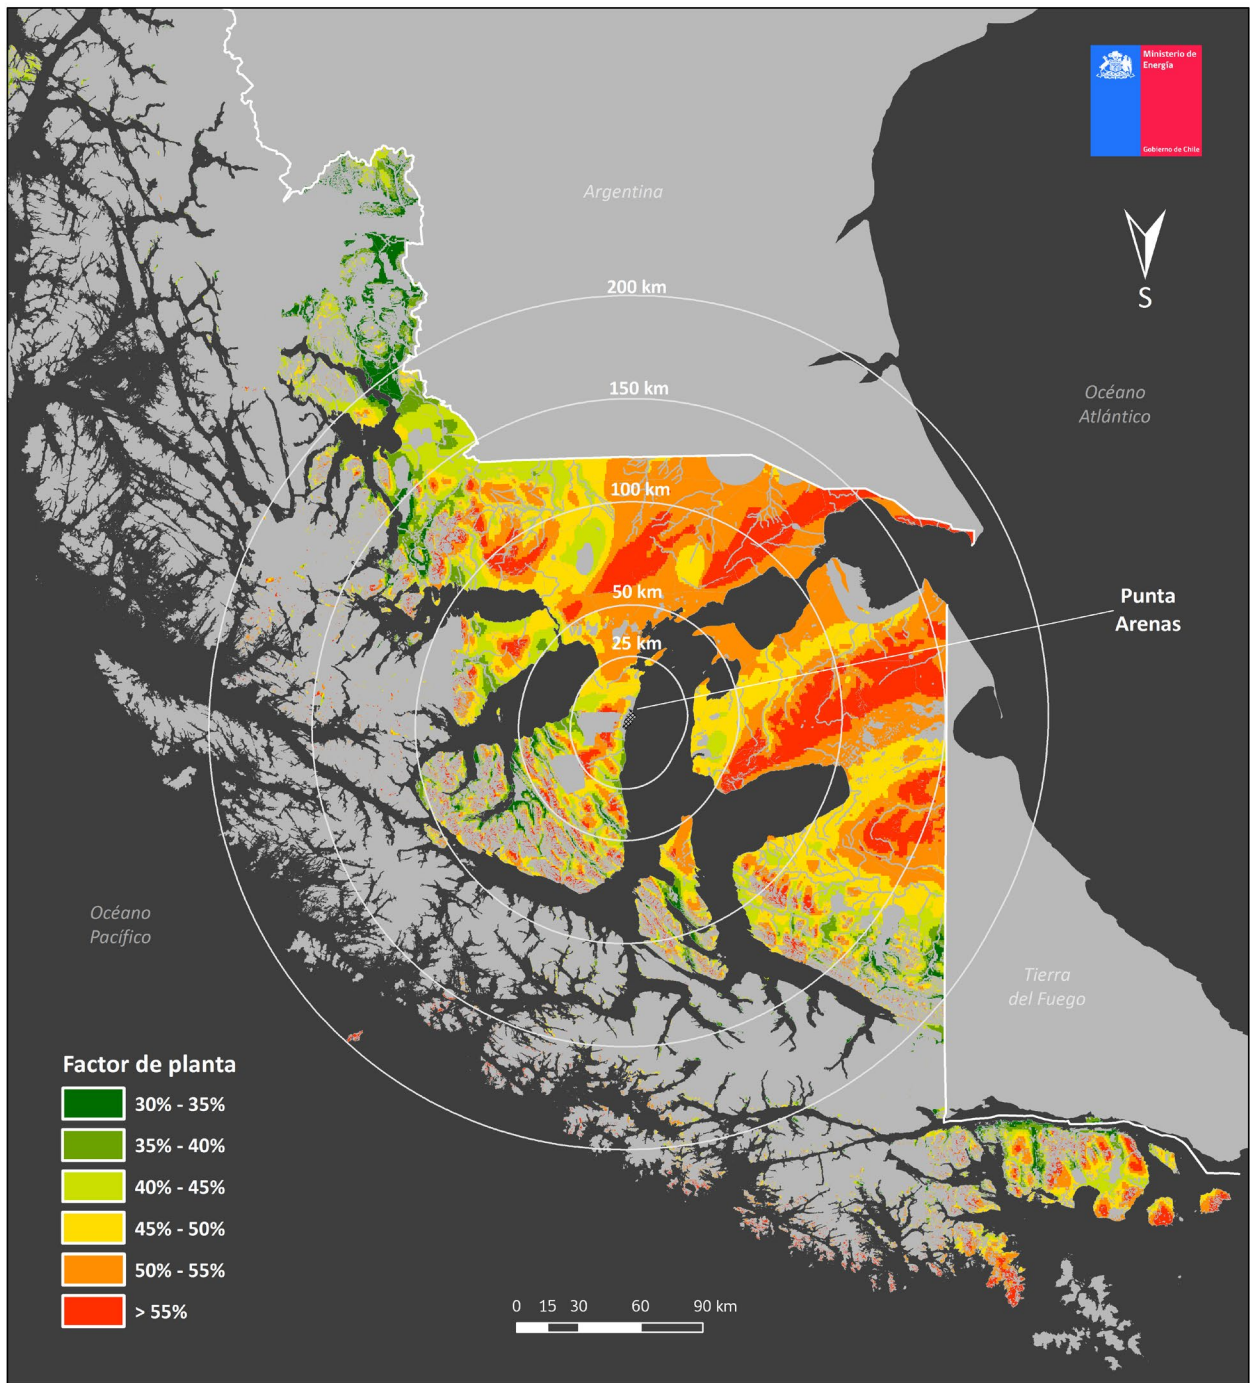 Ministerio de
Energía
Gobierno de Chile
Argentina
S
200 km
150 km
Océano
Atlántico
100 km
50 km
25 km
Punta
Arenas
Océano
Pacífico
Tierra
del Fuego
Factor de planta
30% - 35%
35% - 40%
40% - 45%
45% - 50%
50% - 55%
> 55%
0 15 30 60 90 km